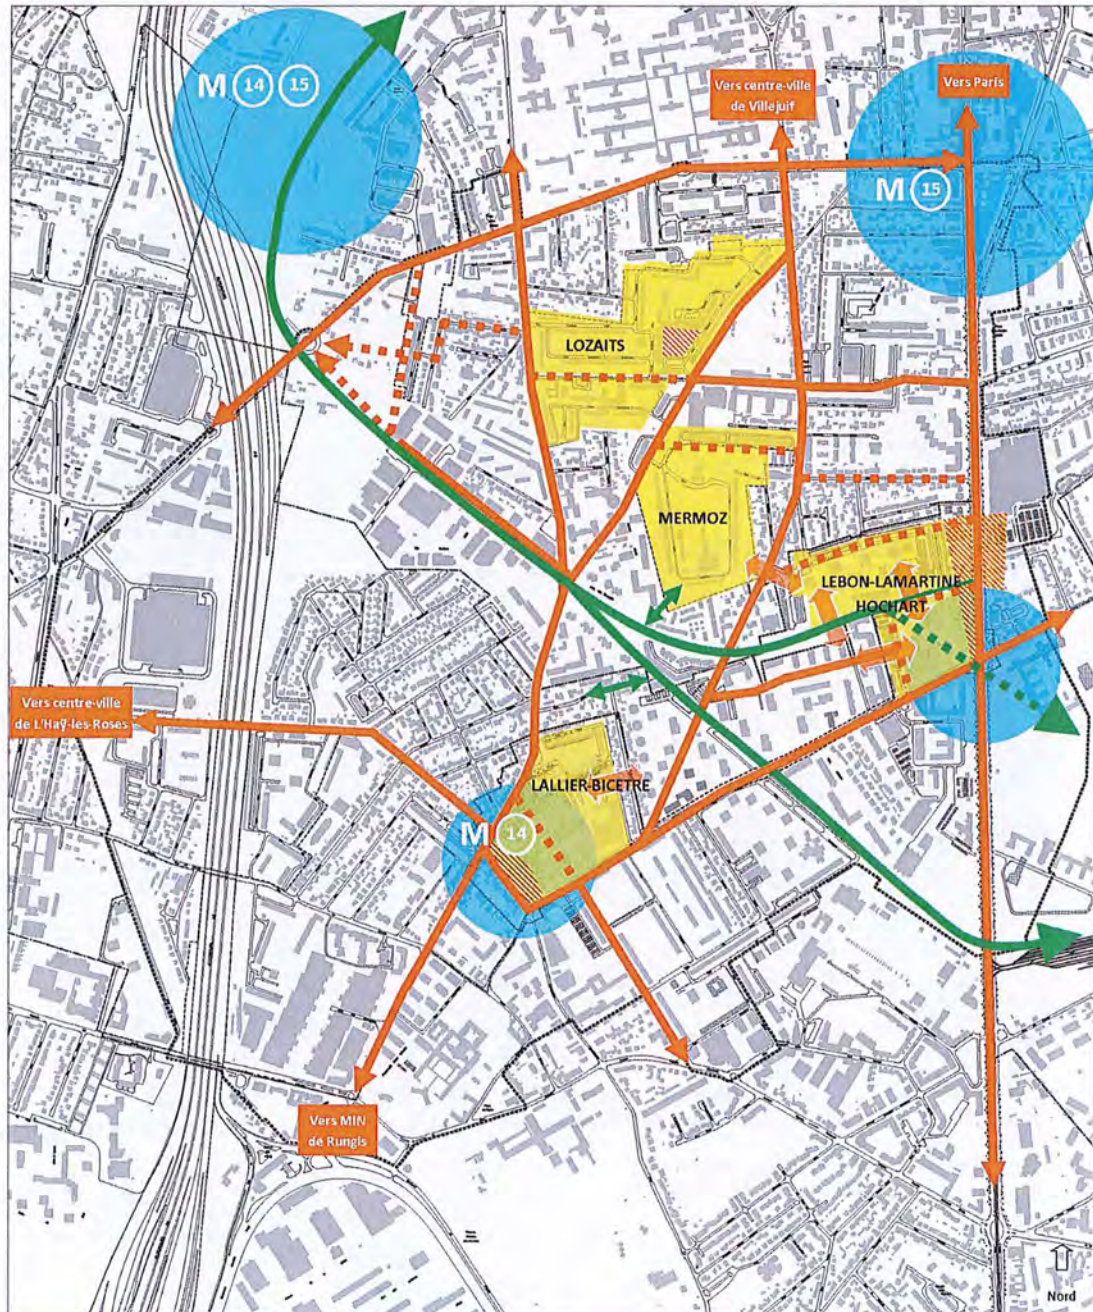 M 14 15
Vers centre-ville
de Villejuif
Vers Paris
M 15
LOZAITS
MERMOZ
LEBON-LAMARTINE
HOCHART
Vers centre-ville
de L'Haÿ-les-Roses
LALLIER-BICETRE
M 14
Vers MIN
de Rungis
Nord